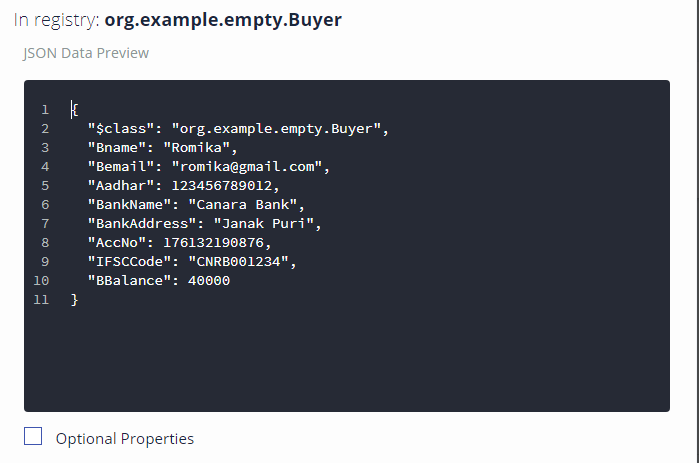 In registry: org.example.empty.Buyer
JSON Data Preview
1 {
2 "$class": "org.example.empty.Buyer",
3 "Bname": "Romika",
4 "Bemail": "romika@gmail.com",
5 "Aadhar": 123456789012,
6 "BankName": "Canara Bank",
7 "BankAddress": "Janak Puri",
8 "AccNo": 176132190876,
9 "IFSCCode": "CNRB001234",
10 "BBalance": 40000
11 }
Optional Properties